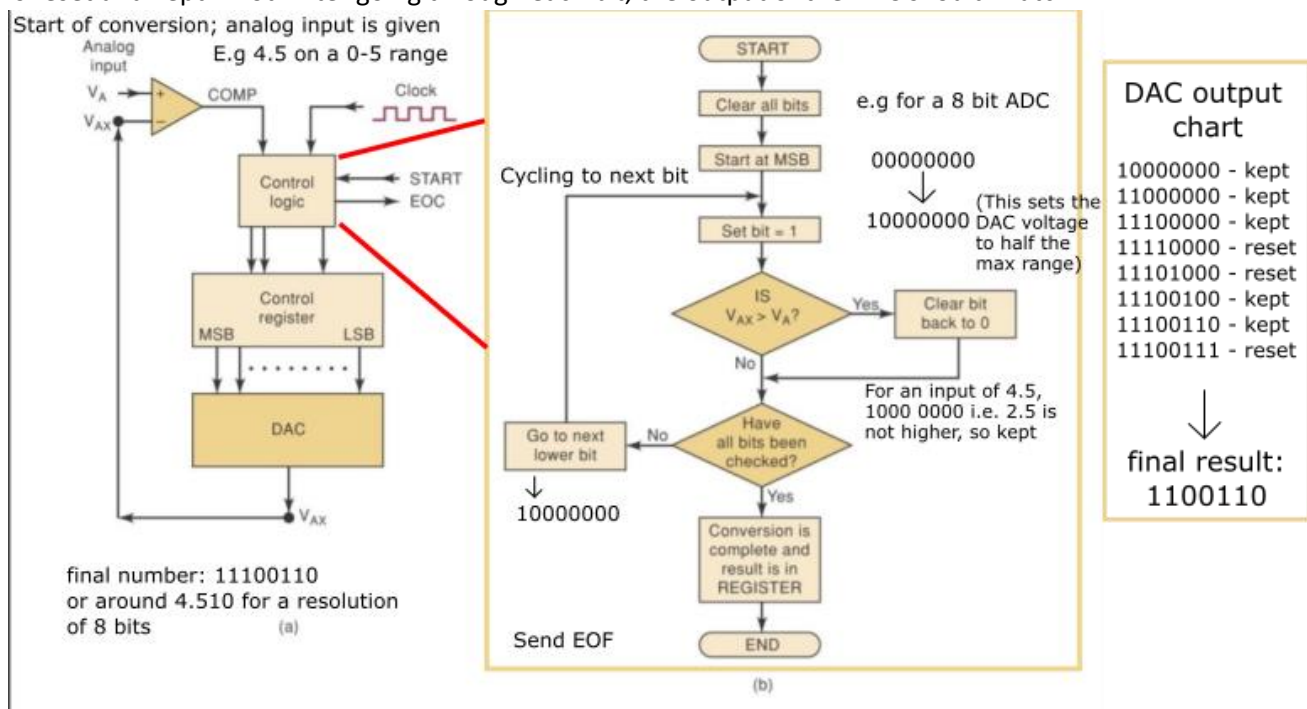 Start of conversion; analog input is given
E.g 4.5 on a 0-5 range
Analog
input
VA
+
COMP
Clock
VAX
–
Control
logic
START
EOC
Control
register
MSB
LSB
DAC
VAX
final number: 11100110
or around 4.510 for a resolution
of 8 bits
(a)
START
Clear all bits
e.g for a 8 bit ADC
Start at MSB
00000000
Cycling to next bit
10000000
(This sets the
DAC voltage
to half the
max range)
Set bit = 1
IS
VAX > VA?
Yes
Clear bit
back to 0
No
For an input of 4.5,
1000 0000 i.e. 2.5 is
not higher, so kept
Have
all bits been
checked?
No
Go to next
lower bit
10000000
Yes
Conversion is
complete and
result is in
REGISTER
Send EOF
END
(b)
DAC output
chart
10000000 - kept
11000000 - kept
11100000 - kept
11110000 - reset
11101000 - reset
11100100 - kept
11100110 - kept
11100111 - reset
final result:
1100110